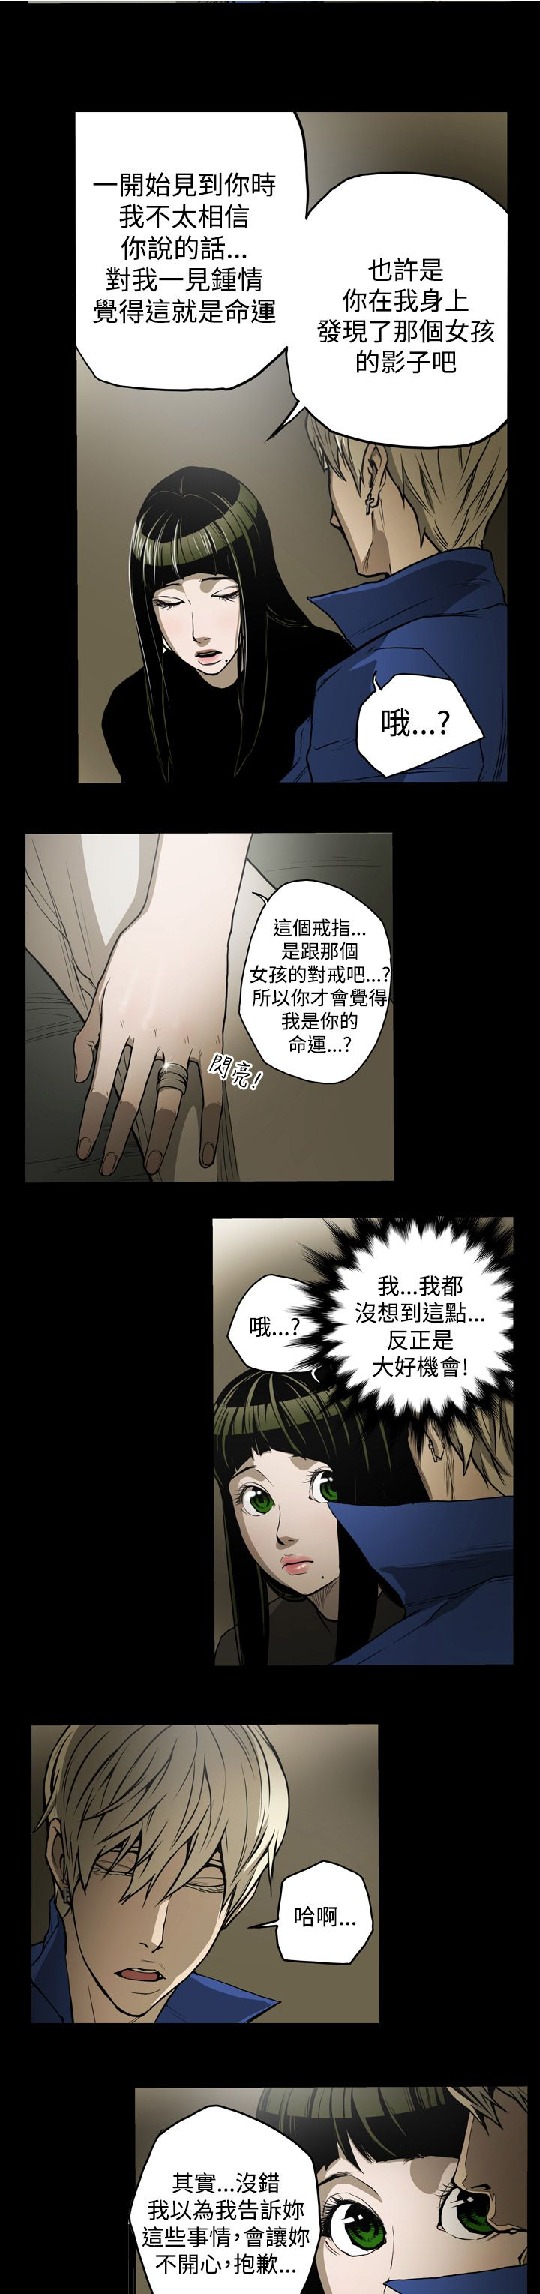 一開始見到你時
我不太相信
你說的話...
對我一見鍾情
覺得這就是命運
也許是
你在我身上
發現了那個女孩
的影子吧
哦...?
這個戒指...
是跟那個
女孩的對戒吧...?
所以你才會覺得
我是你的
命運...?
閃亮!
我...我都
沒想到這點...
反正是
大好機會!
哦...?
哈啊...
其實...沒錯
我以為我告訴妳
這些事情,會讓妳
不開心,抱歉...